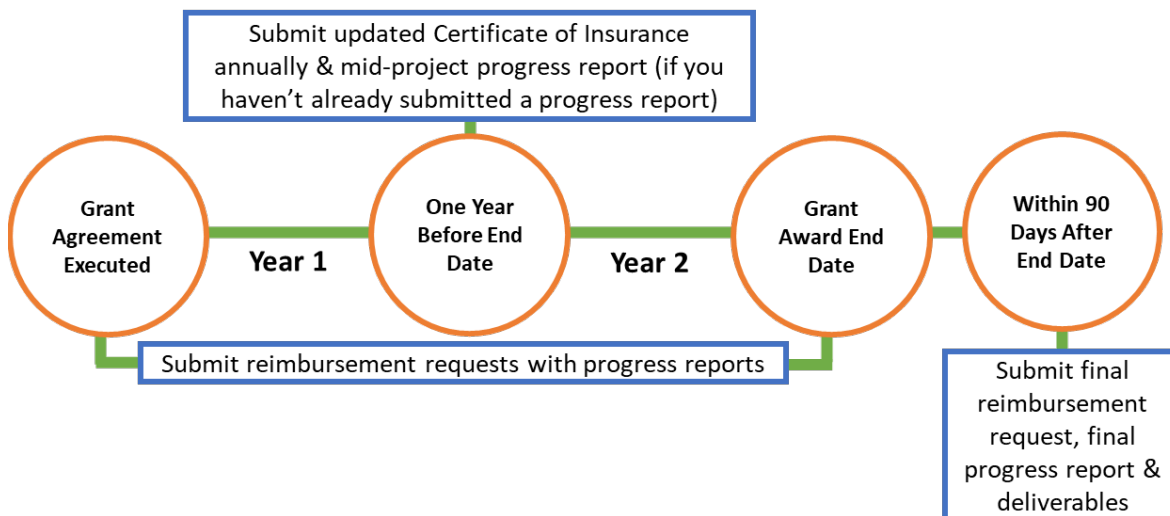 Submit updated Certificate of Insurance
annually & mid-project progress report (if you
haven't already submitted a progress report)
Grant
Agreement
Executed
Year 1
One Year
Before End
Date
Year 2
Grant
Award End
Date
Within 90
Days After
End Date
Submit reimbursement requests with progress reports
Submit final
reimbursement
request, final
progress report &
deliverables